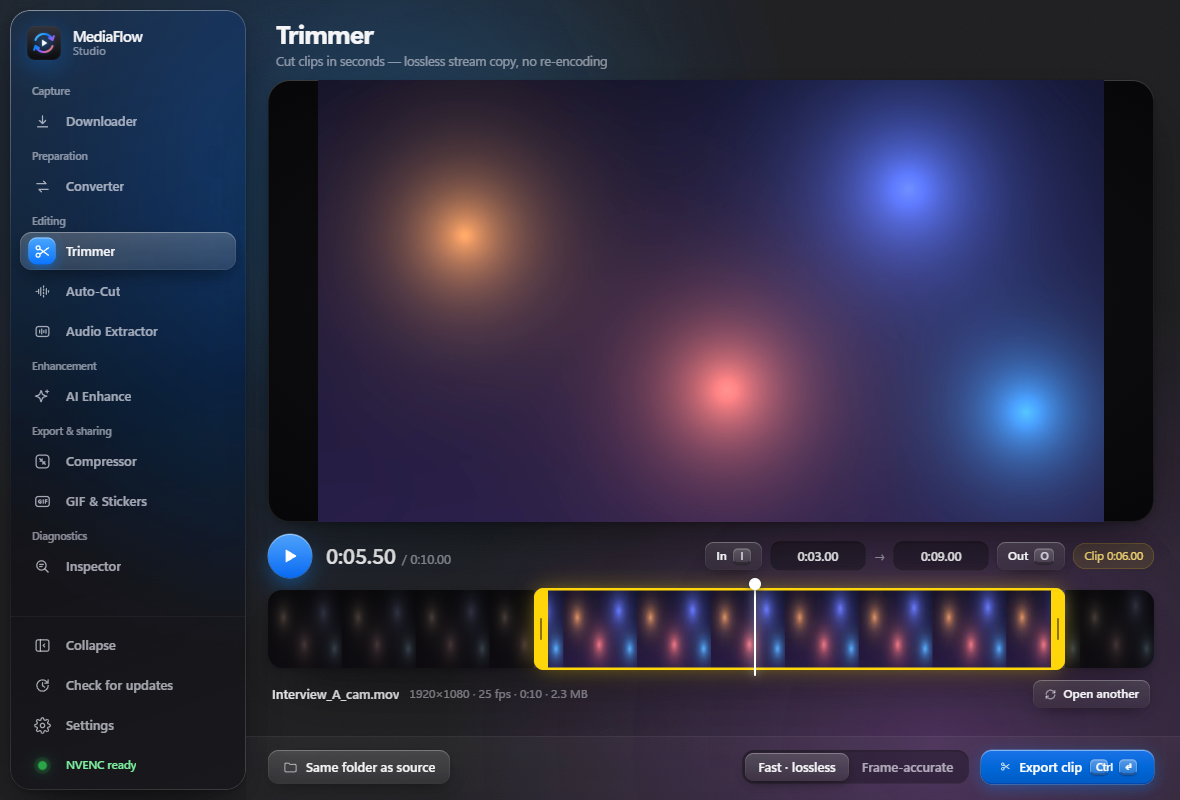 MediaFlow
Studio
Capture
Downloader
Preparation
Converter
Editing
Trimmer
Auto-Cut
Audio Extractor
Enhancement
AI Enhance
Export & sharing
Compressor
GIF
GIF & Stickers
Diagnostics
Inspector
Collapse
Check for updates
Settings
NVENC ready
Trimmer
Cut clips in seconds — lossless stream copy, no re-encoding
0:05.50 / 0:10.00
In I 0:03.00 → 0:09.00 Out O Clip 0:06.00
Interview_A_cam.mov 1920×1080 · 25 fps · 0:10 · 2.3 MB
Open another
Same folder as source
Fast · lossless Frame-accurate
Export clip Ctrl ⏎